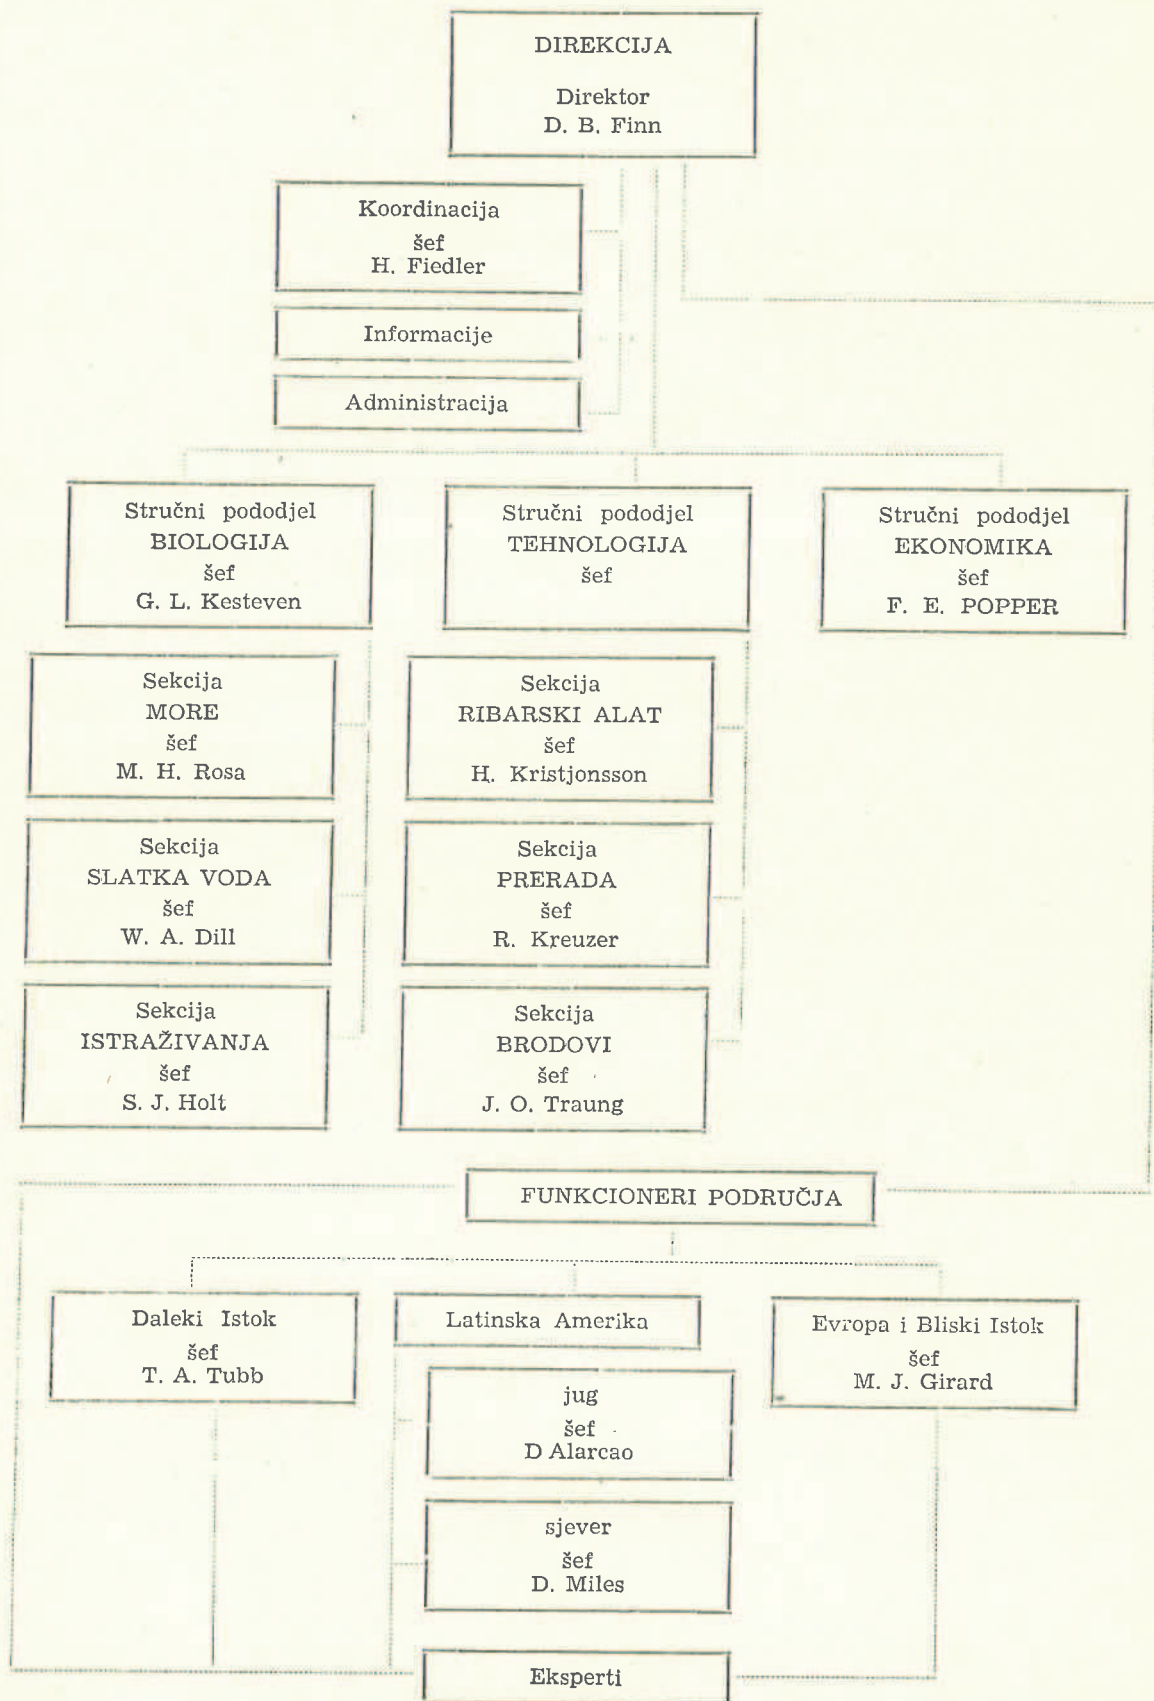 DIREKCIJA
Direktor
D. B. Finn
Koordinacija
šef
H. Fiedler
Informacije
Administracija
Stručni pododjel
BIOLOGIJA
šef
G. L. Kesteven
Stručni pododjel
TEHNOLOGIJA
šef
Stručni pododjel
EKONOMIKA
šef
F. E. POPPER
Sekcija
MORE
šef
M. H. Rosa
Sekcija
RIBARSKI ALAT
šef
H. Kristjonsson
Sekcija
SLATKA VODA
šef
W. A. Dill
Sekcija
PRERADA
šef
R. Kreuzer
Sekcija
ISTRAŽIVANJA
šef
S. J. Holt
Sekcija
BRODOVI
šef
J. O. Traung
FUNKCIONERI PODRUČJA
Daleki Istok
šef
T. A. Tubb
Latinska Amerika
Evropa i Bliski Istok
šef
M. J. Girard
jug
šef
D Alarcao
sjever
šef
D. Miles
Eksperti